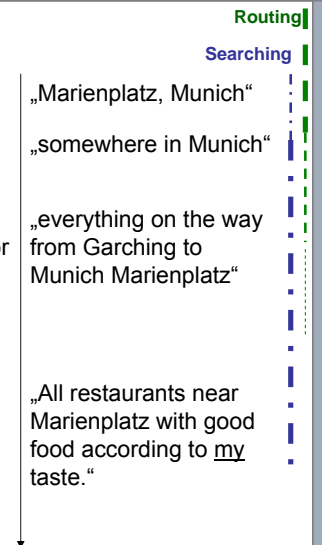 Routing
Searching
„Marienplatz, Munich“
„somewhere in Munich“
„everything on the way
or from Garching to
Munich Marienplatz“
„All restaurants near
Marienplatz with good
food according to my
taste.“